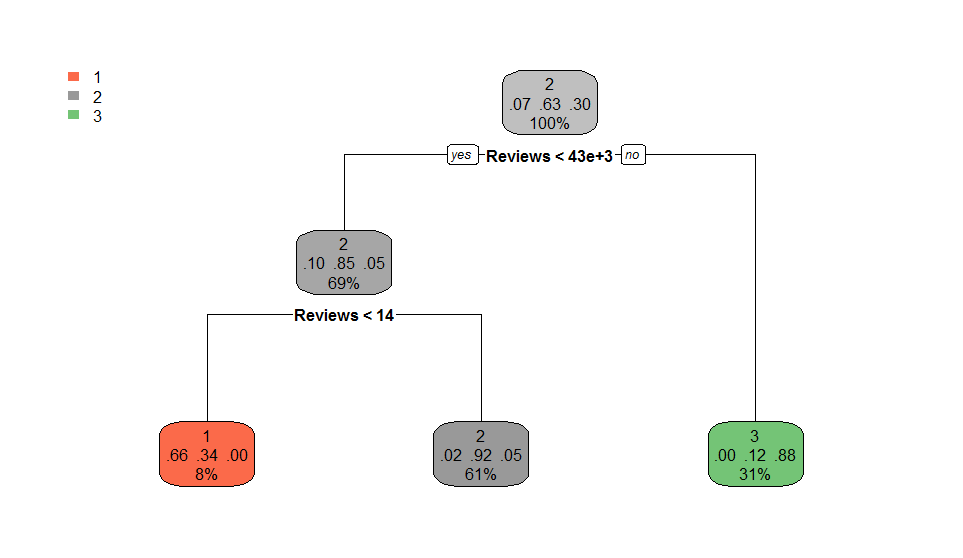 1
2
3
2
.07 .63 .30
100%
yes Reviews < 43e+3 no
2
.10 .85 .05
69%
Reviews < 14
1
.66 .34 .00
8%
2
.02 .92 .05
61%
3
.00 .12 .88
31%